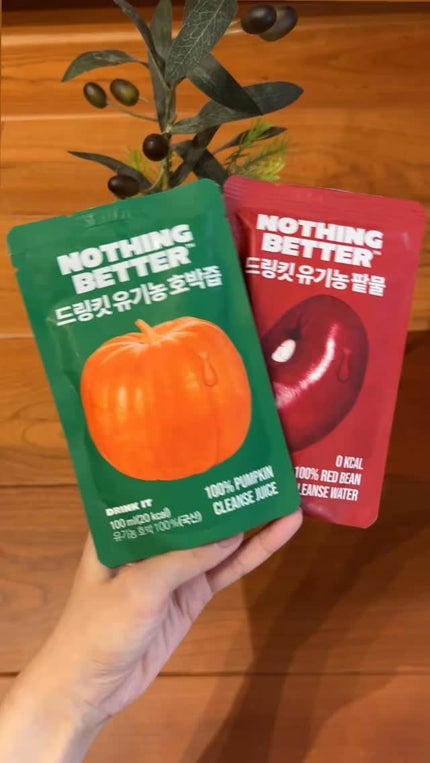 NOTHING
BETTER™
드링킷 유기농 호박즙
DRINK IT
100 ml(20 kcal)
유기농 호박 100%(국산)
100% PUMPKIN
CLEANSE JUICE
NOTHING
BETTER™
드링킷 유기농 팥물
0 KCAL
100% RED BEAN
LEANSE WATER